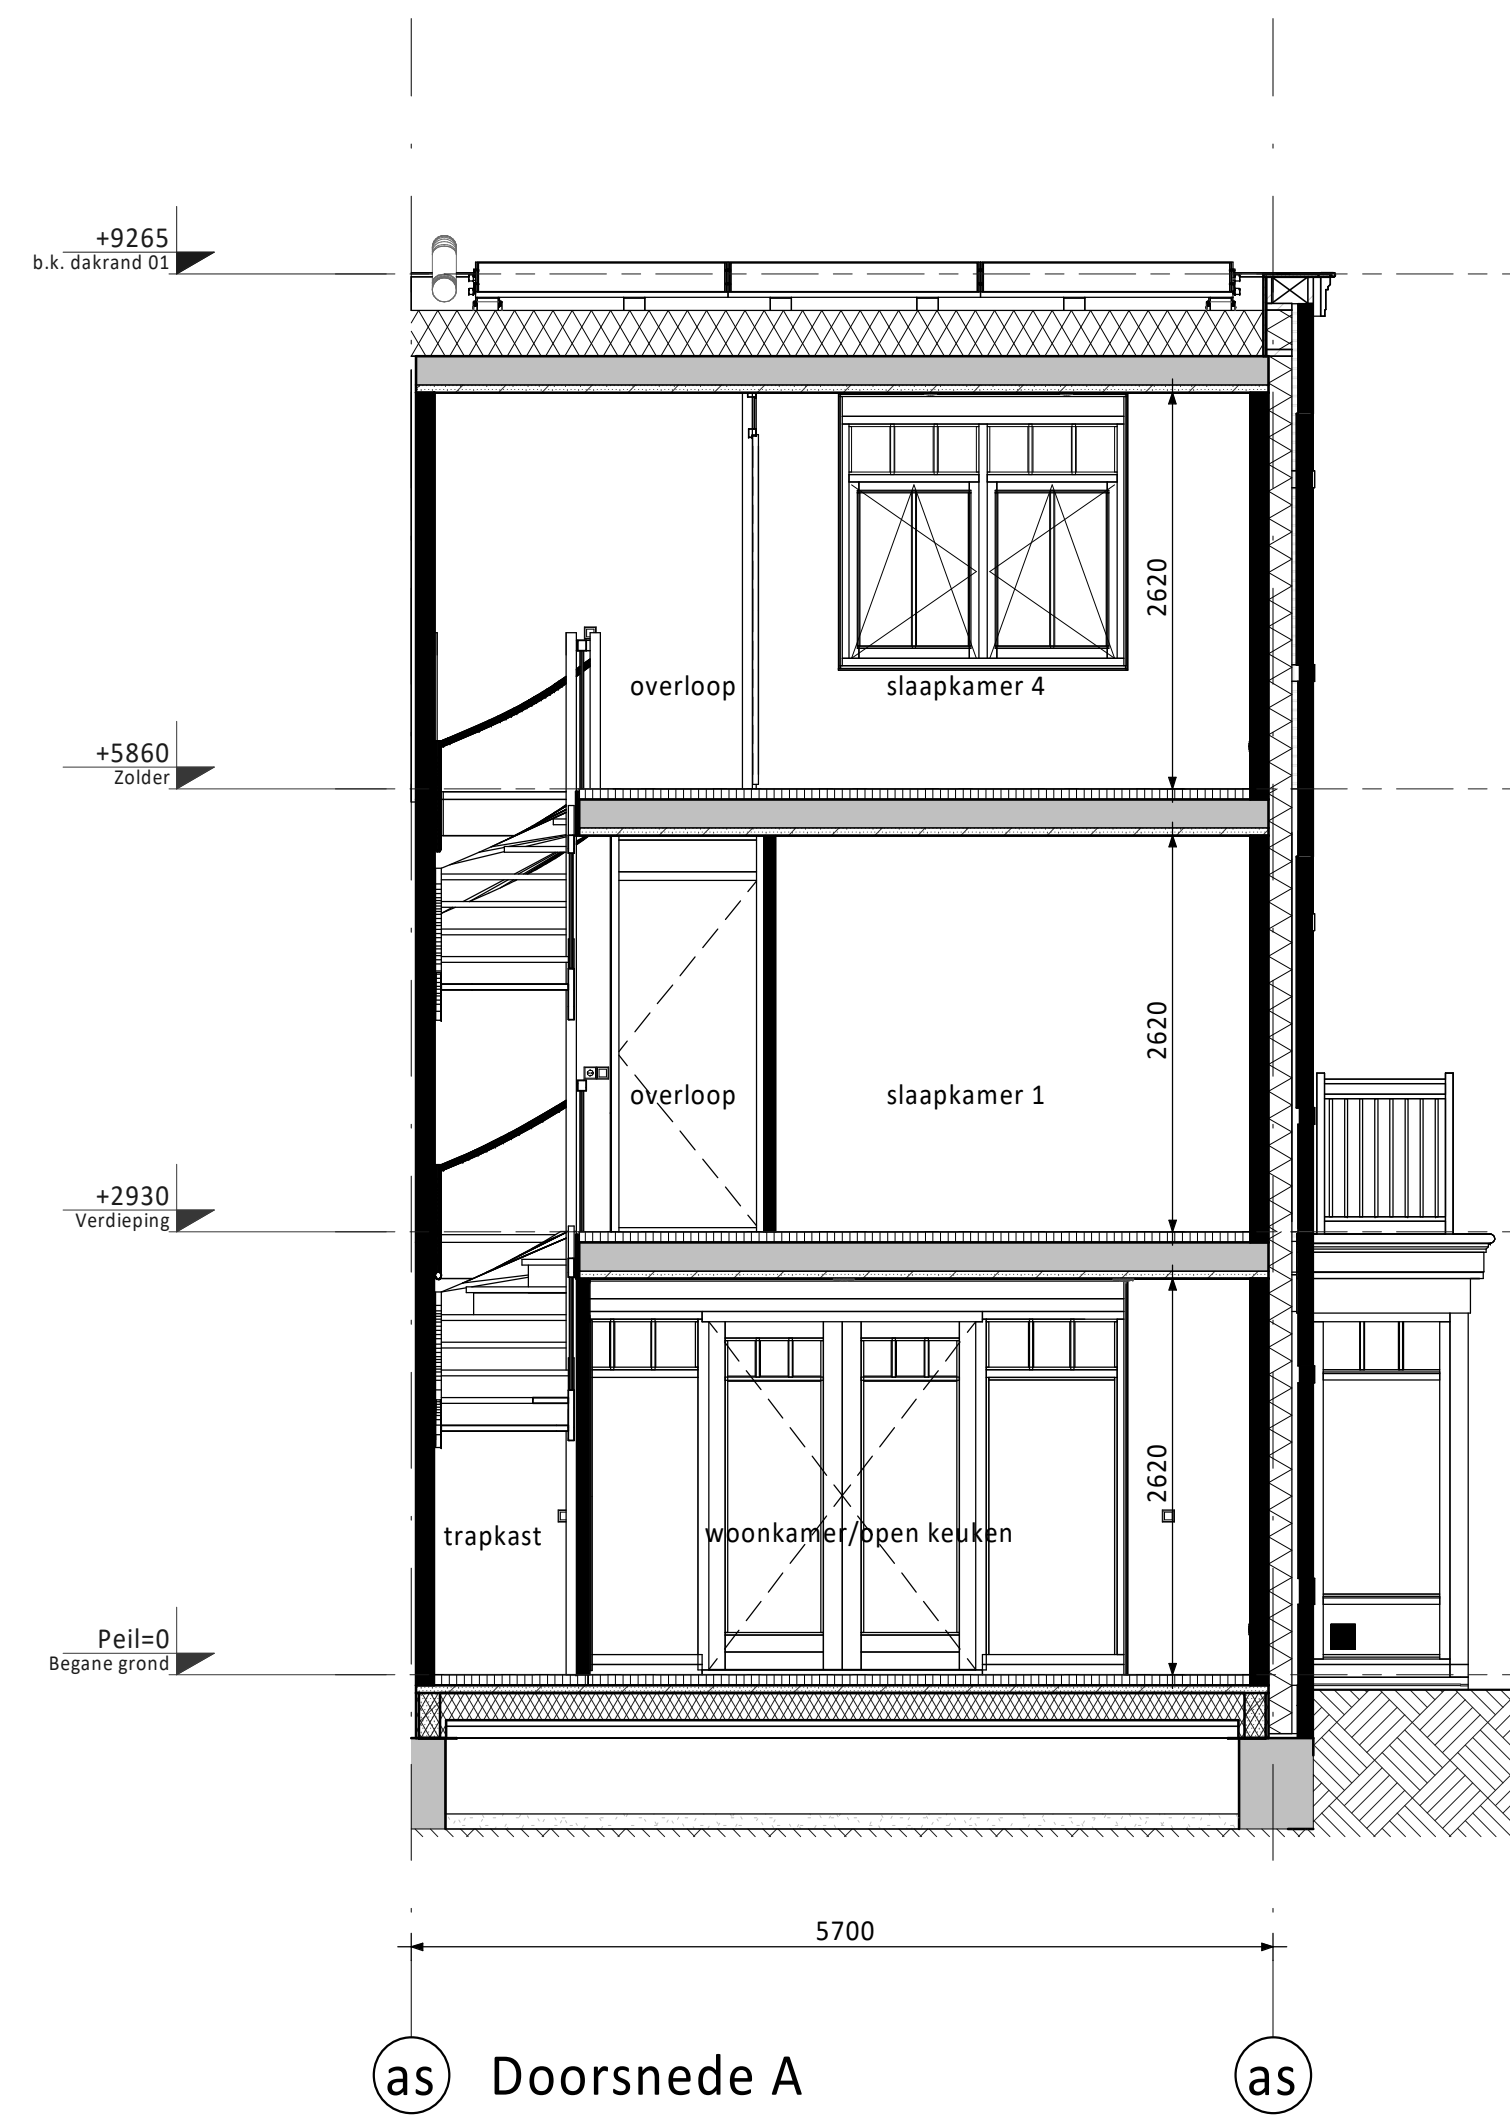 +9265
b.k. dakrand 01
2620
overloop
slaapkamer 4
+5860
Zolder
2620
overloop
slaapkamer 1
+2930
Verdieping
2620
trapkast
woonkamer/open keuken
Peil=0
Begane grond
5700
as
Doorsnede A
as